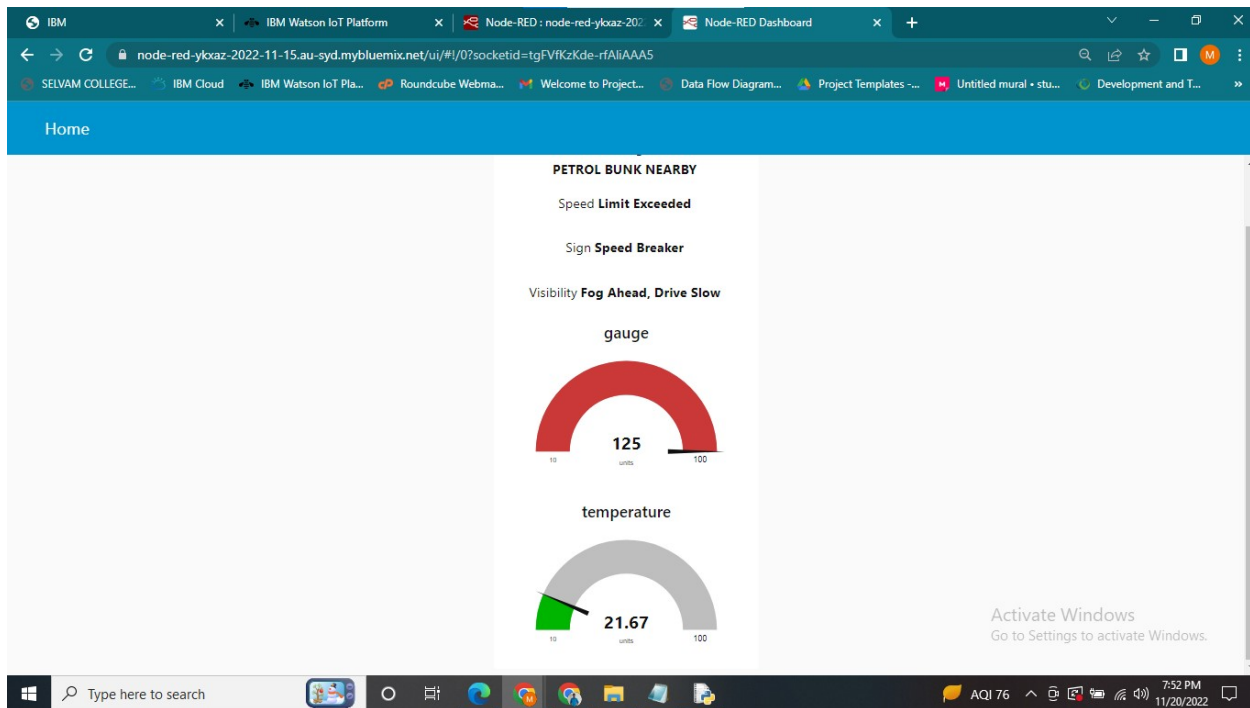 IBM
IBM Watson IoT Platform
Node-RED : node-red-ykxaz-202
Node-RED Dashboard
node-red-ykxaz-2022-11-15.au-syd.mybluemix.net/ui/#!/0?socketid=tgFVfKzKde-rfAliAAA5
M
SELVAM COLLEGE...
IBM Cloud
IBM Watson IoT Pla...
Roundcube Webma...
Welcome to Project...
Data Flow Diagram...
Project Templates -...
Untitled mural • stu...
Development and T...
»
Home
PETROL BUNK NEARBY
Speed Limit Exceeded
Sign Speed Breaker
Visibility Fog Ahead, Drive Slow
gauge
125
units
10
100
temperature
21.67
units
10
100
Activate Windows
Go to Settings to activate Windows.
Type here to search
AQI 76
7:52 PM
11/20/2022